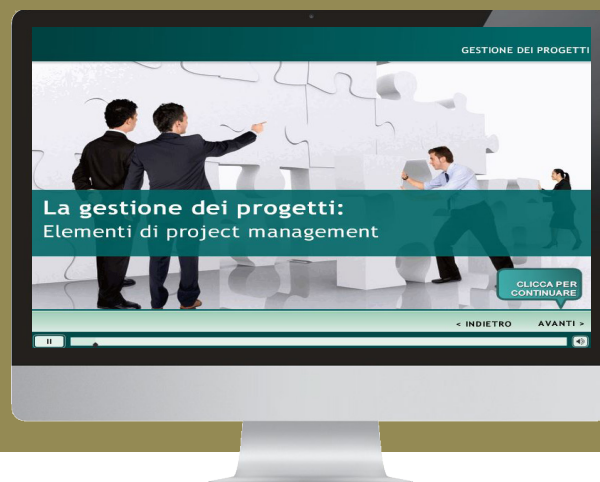 GESTIONE DEI PROGETTI
La gestione dei progetti:
Elementi di project management
CLICCA PER
CONTINUARE
< INDIETRO AVANTI >